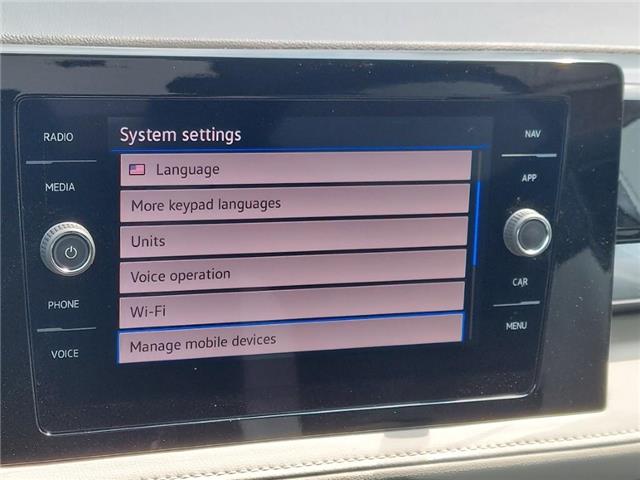 System settings
Language
More keypad languages
Units
Voice operation
Wi-Fi
Manage mobile devices
RADIO
MEDIA
PHONE
VOICE
NAV
APP
CAR
MENU